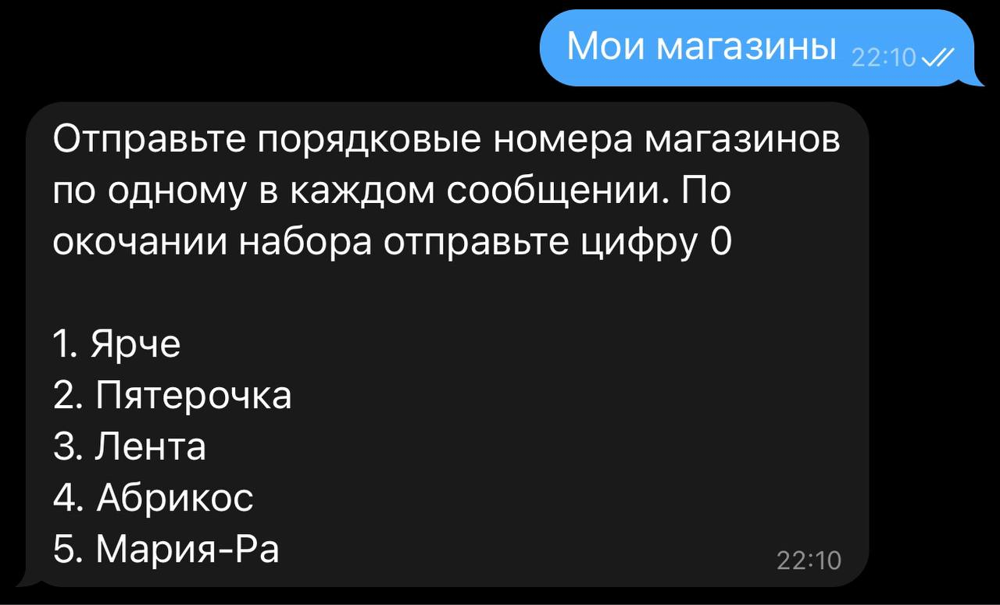 Мои магазины 22:10
Отправьте порядковые номера магазинов
по одному в каждом сообщении. По
окочании набора отправьте цифру 0
1. Ярче
2. Пятерочка
3. Лента
4. Абрикос
5. Мария-Ра
22:10